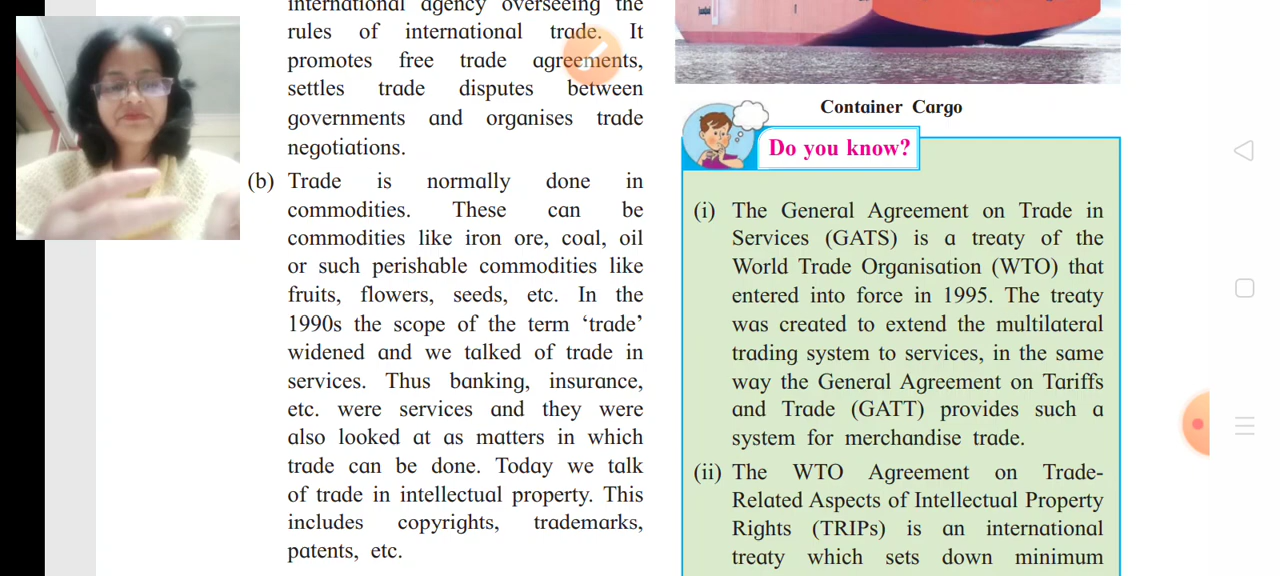 international agency overseeing the
rules of international trade. It
promotes free trade agreements,
settles trade disputes between
governments and organises trade
negotiations.
(b) Trade is normally done in
commodities. These can be
commodities like iron ore, coal, oil
or such perishable commodities like
fruits, flowers, seeds, etc. In the
1990s the scope of the term ‘trade’
widened and we talked of trade in
services. Thus banking, insurance,
etc. were services and they were
also looked at as matters in which
trade can be done. Today we talk
of trade in intellectual property. This
includes copyrights, trademarks,
patents, etc.
Container Cargo
Do you know?
(i) The General Agreement on Trade in
Services (GATS) is a treaty of the
World Trade Organisation (WTO) that
entered into force in 1995. The treaty
was created to extend the multilateral
trading system to services, in the same
way the General Agreement on Tariffs
and Trade (GATT) provides such a
system for merchandise trade.
(ii) The WTO Agreement on Trade-
Related Aspects of Intellectual Property
Rights (TRIPs) is an international
treaty which sets down minimum